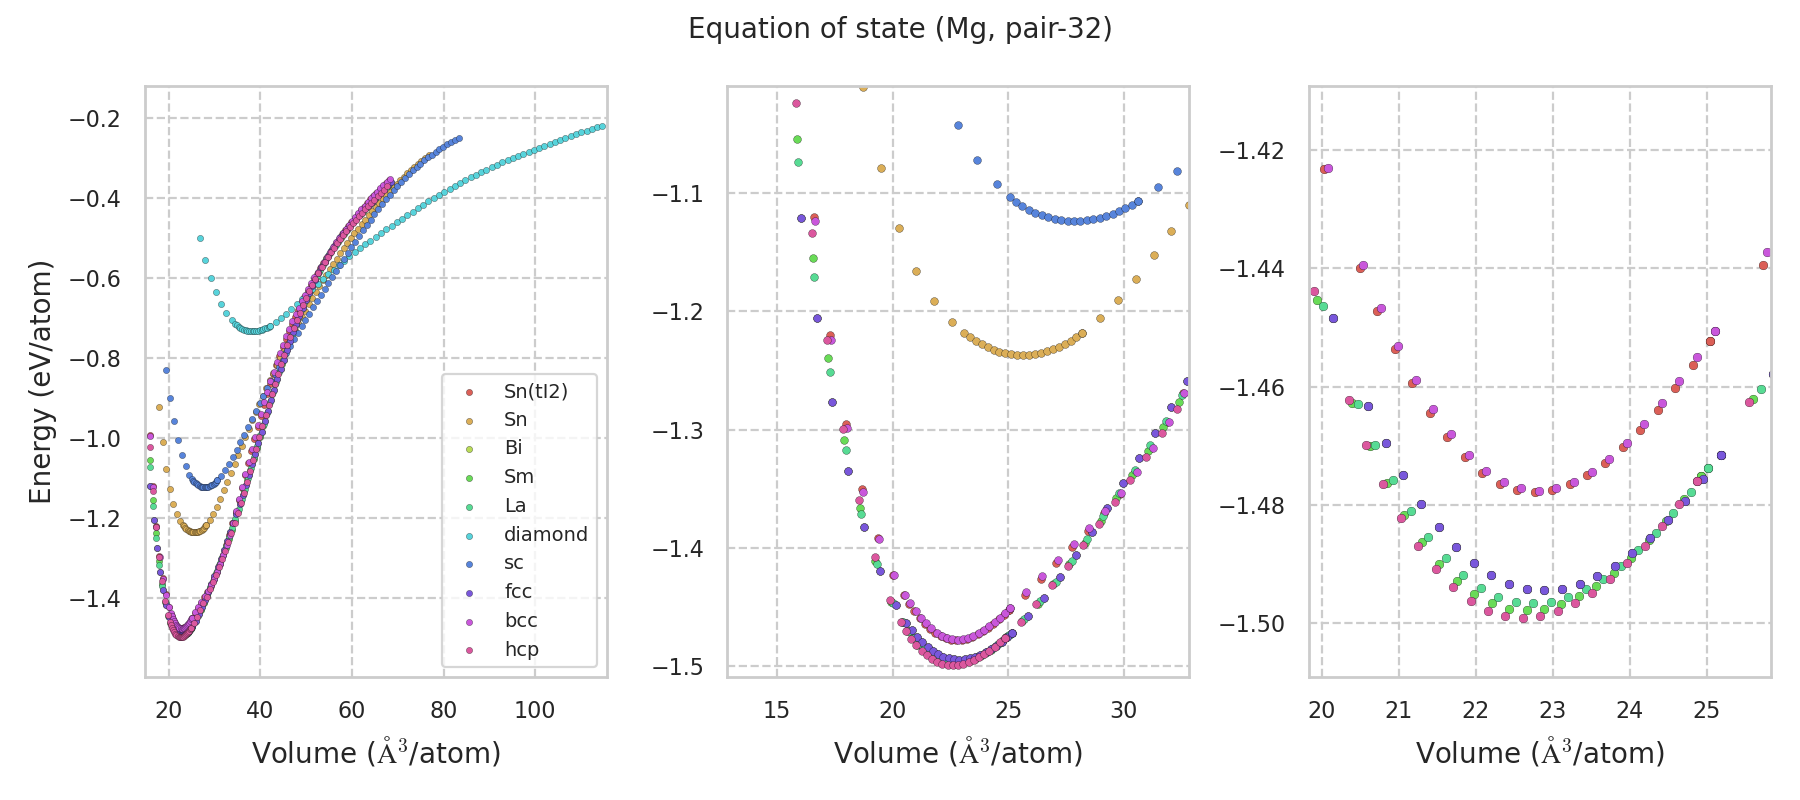 Equation of state (Mg, pair-32)
Energy (eV/atom)
−0.2
−0.4
−0.6
−0.8
−1.0
−1.2
−1.4
Sn(tI2)
Sn
Bi
Sm
La
diamond
sc
fcc
bcc
hcp
20 40 60 80 100
Volume (Å³/atom)
−1.1
−1.2
−1.3
−1.4
−1.5
15 20 25 30
Volume (Å³/atom)
−1.42
−1.44
−1.46
−1.48
−1.50
20 21 22 23 24 25
Volume (Å³/atom)